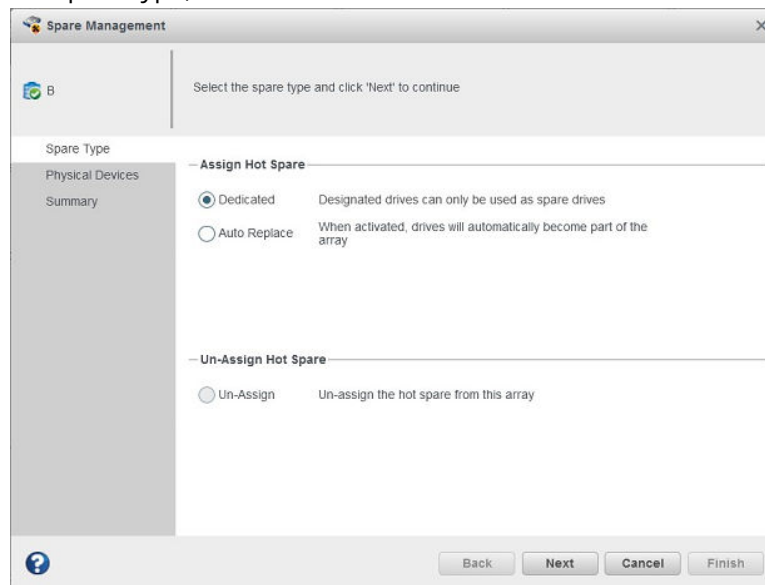 Spare Management
B
Select the spare type and click 'Next' to continue
Spare Type
Physical Devices
Summary
Assign Hot Spare
Dedicated Designated drives can only be used as spare drives
Auto Replace When activated, drives will automatically become part of the
array
Un-Assign Hot Spare
Un-Assign Un-assign the hot spare from this array
Back Next Cancel Finish